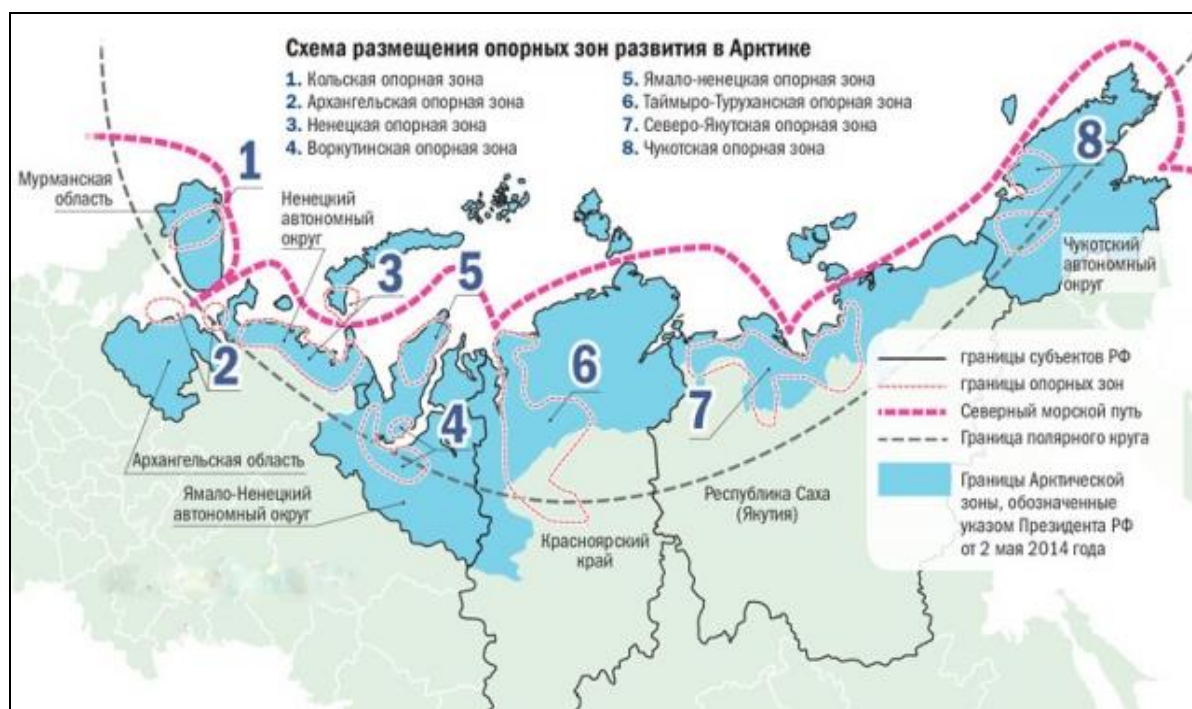 Схема размещения опорных зон развития в Арктике
1. Кольская опорная зона
2. Архангельская опорная зона
3. Ненецкая опорная зона
4. Воркутинская опорная зона
5. Ямало-ненецкая опорная зона
6. Таймыро-Туруханская опорная зона
7. Северо-Якутская опорная зона
8. Чукотская опорная зона
1
Мурманская
область
Ненецкий
автономный
округ
3
5
2
4
6
7
8
Чукотский
автономный
округ
Архангельская область
Ямало-Ненецкий
автономный округ
Красноярский
край
Республика Саха
(Якутия)
границы субъектов РФ
границы опорных зон
Северный морской путь
Граница полярного круга
Границы Арктической
зоны, обозначенные
указом Президента РФ
от 2 мая 2014 года